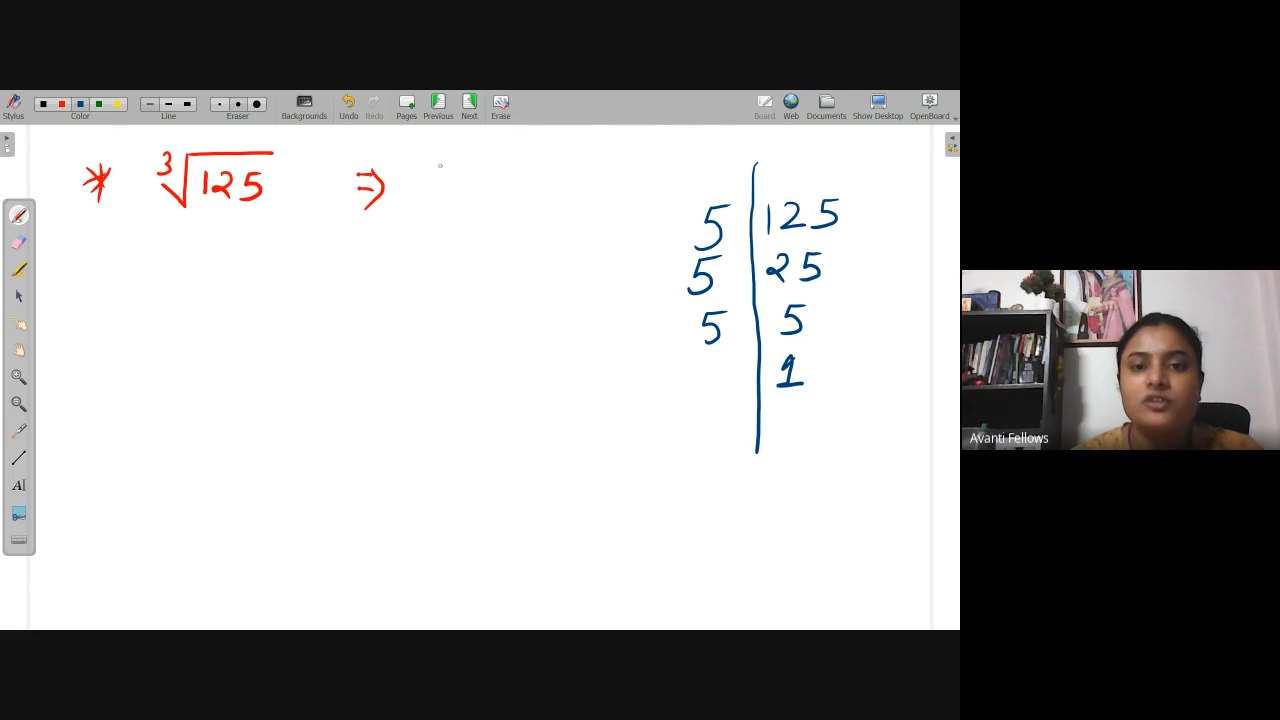 Stylus Color Line Eraser Backgrounds Undo Redo Pages Previous Next Erase Board Web Documents Show Desktop OpenBoard
* ∛125 ⇒
5 | 125
5 | 25
5 | 5
1
Avanti Fellows